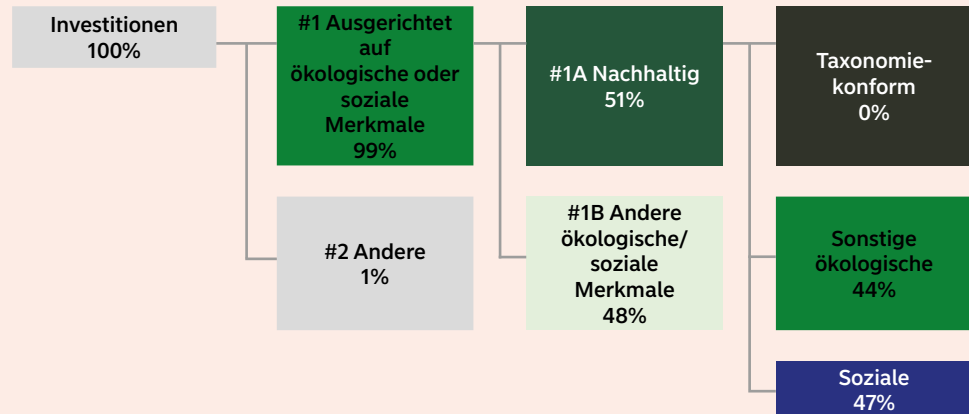 Investitionen
100%
#1 Ausgerichtet
auf
ökologische oder
soziale
Merkmale
99%
#1A Nachhaltig
51%
Taxonomie-
konform
0%
#2 Andere
1%
#1B Andere
ökologische/
soziale
Merkmale
48%
Sonstige
ökologische
44%
Soziale
47%